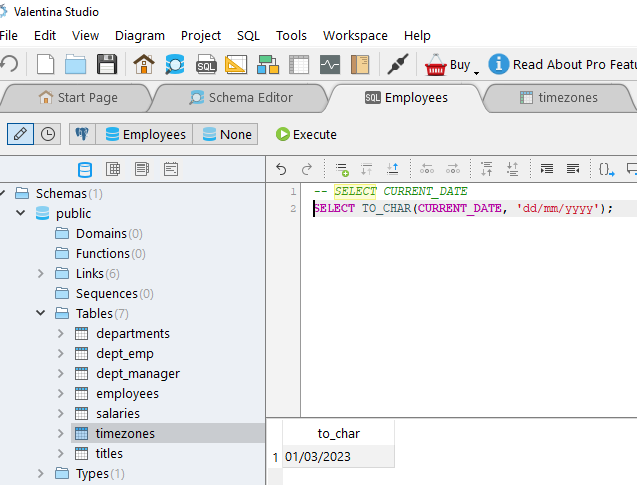 Valentina Studio
File Edit View Diagram Project SQL Tools Window Help
SQL Buy Read About Pro Featu
Start Page Schema Editor SQL Employees timezones
Employees None Execute
Schemas(1)
public
Domains(0)
Functions(0)
Links(6)
Sequences(0)
Tables(7)
departments
dept_emp
dept_manager
employees
salaries
timezones
titles
Types(1)
1 -- SELECT CURRENT_DATE
2 SELECT TO_CHAR(CURRENT_DATE, 'dd/mm/yyyy');
to_char
1 01/03/2023